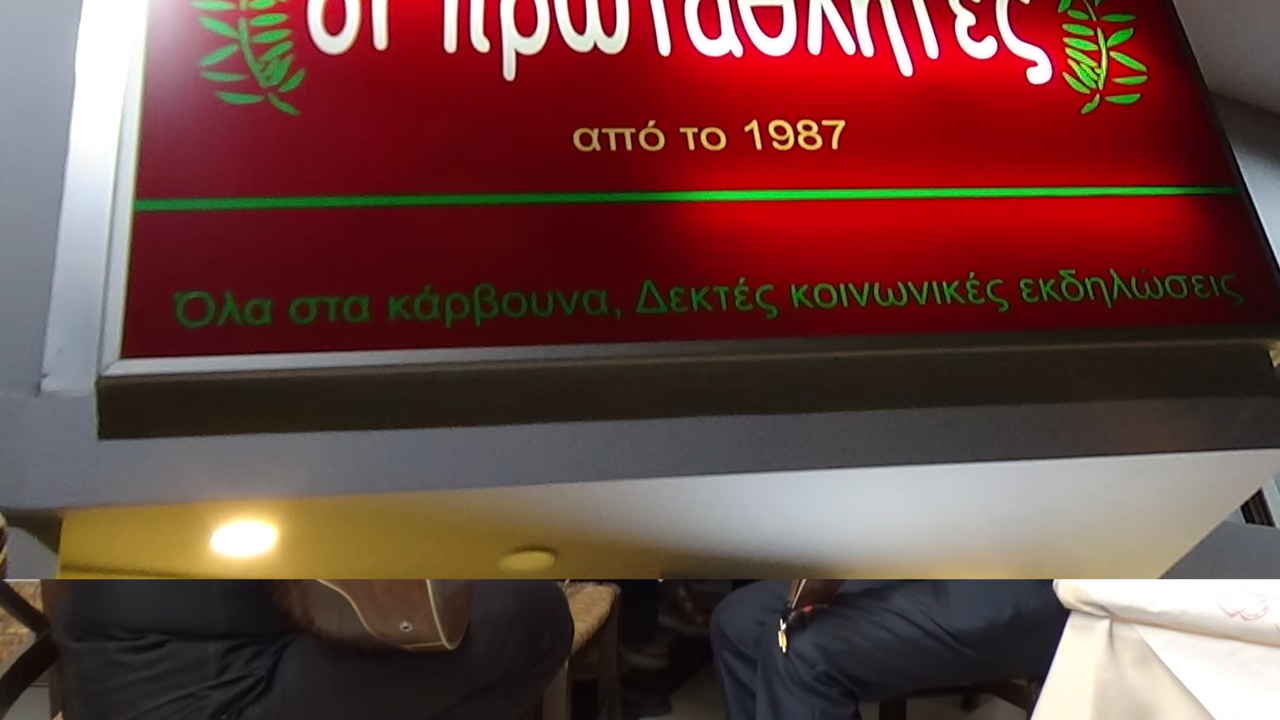 οι πρωταθλητές
από το 1987
Όλα στα κάρβουνα, Δεκτές κοινωνικές εκδηλώσεις